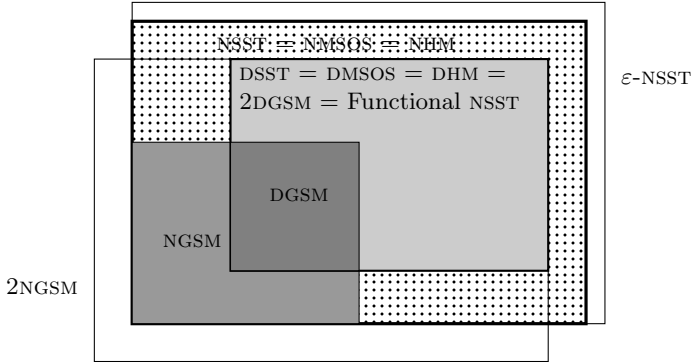 NSST = NMSOS = NHM
DSST = DMSOS = DHM =
2DGSM = Functional NSST
ε-NSST
DGSM
NGSM
2NGSM